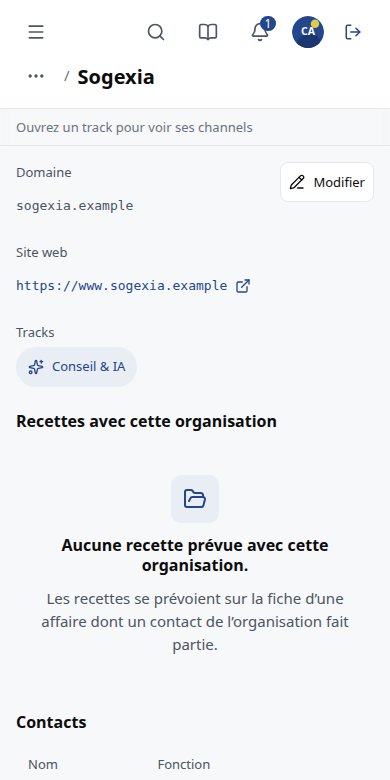 1
CA
/ Sogexia
Ouvrez un track pour voir ses channels
Domaine
Modifier
sogexia.example
Site web
https://www.sogexia.example
Tracks
Conseil & IA
Recettes avec cette organisation
Aucune recette prévue avec cette
organisation.
Les recettes se prévoient sur la fiche d’une
affaire dont un contact de l’organisation fait
partie.
Contacts
Nom Fonction